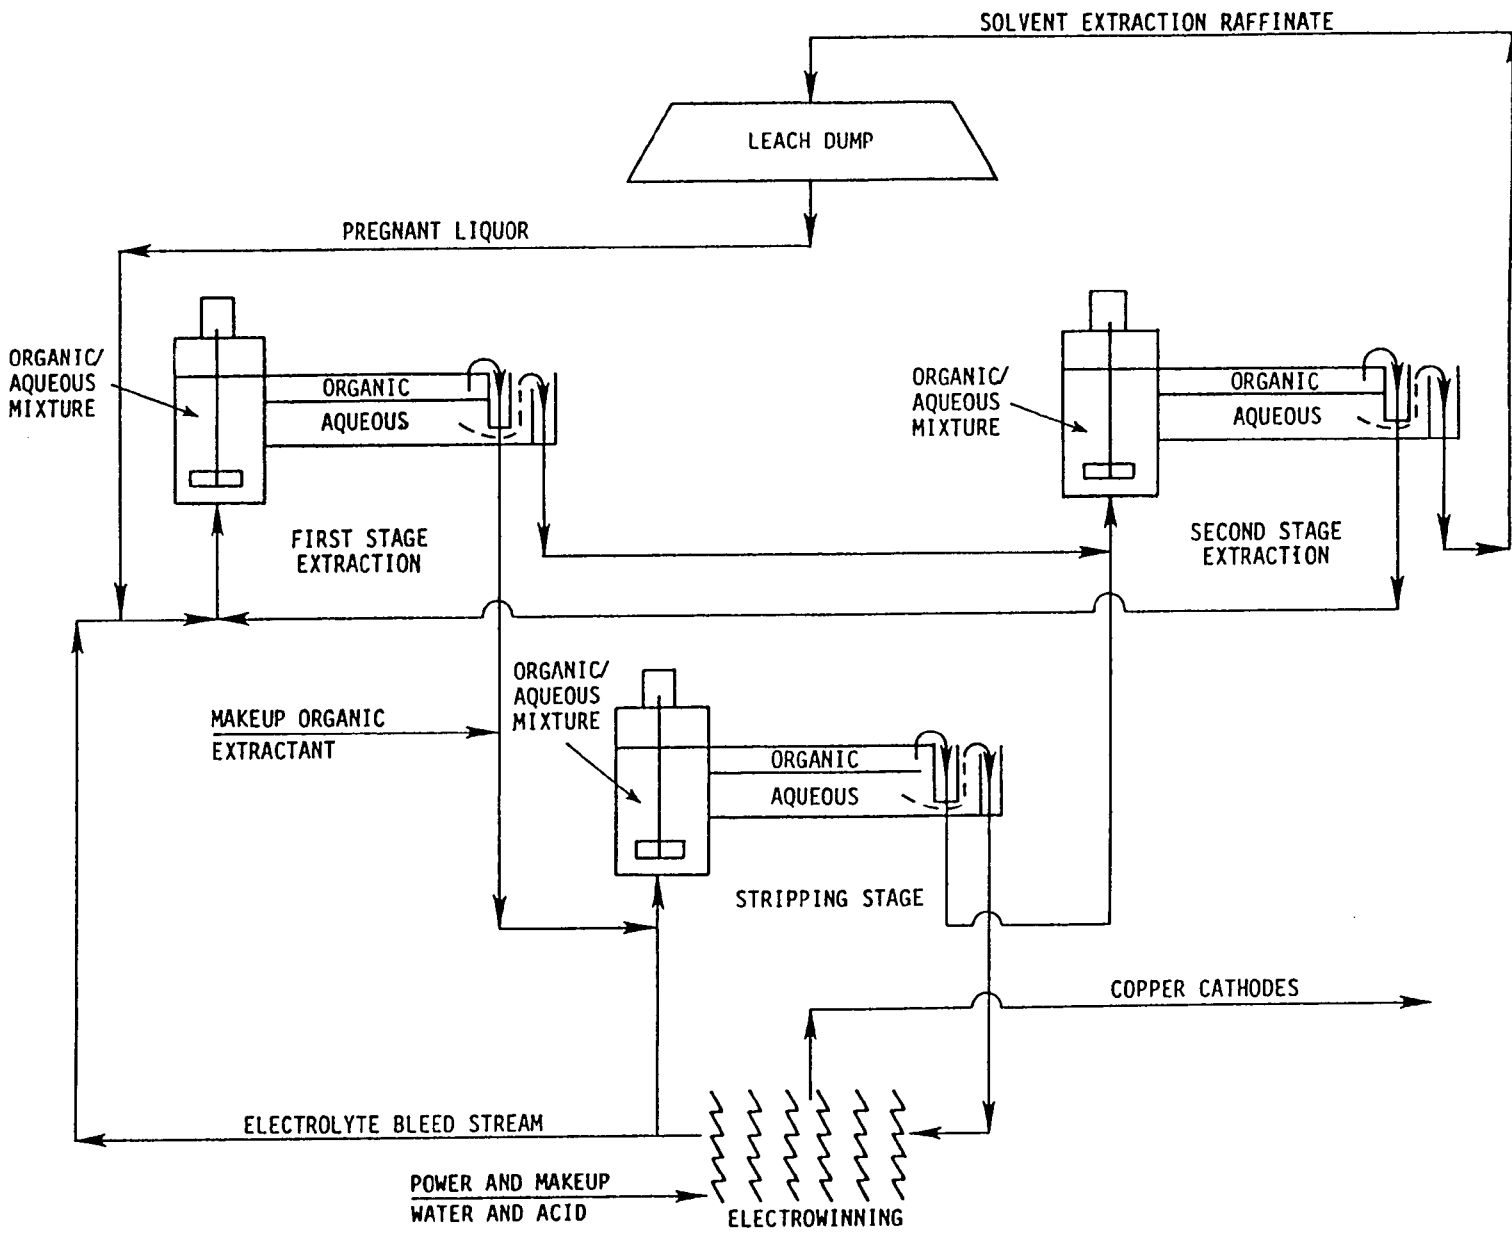 SOLVENT EXTRACTION RAFFINATE
LEACH DUMP
PREGNANT LIQUOR
ORGANIC/
AQUEOUS
MIXTURE
ORGANIC
AQUEOUS
FIRST STAGE
EXTRACTION
ORGANIC/
AQUEOUS
MIXTURE
ORGANIC
AQUEOUS
SECOND STAGE
EXTRACTION
MAKEUP ORGANIC
EXTRACTANT
ORGANIC/
AQUEOUS
MIXTURE
ORGANIC
AQUEOUS
STRIPPING STAGE
COPPER CATHODES
ELECTROLYTE BLEED STREAM
POWER AND MAKEUP
WATER AND ACID
ELECTROWINNING